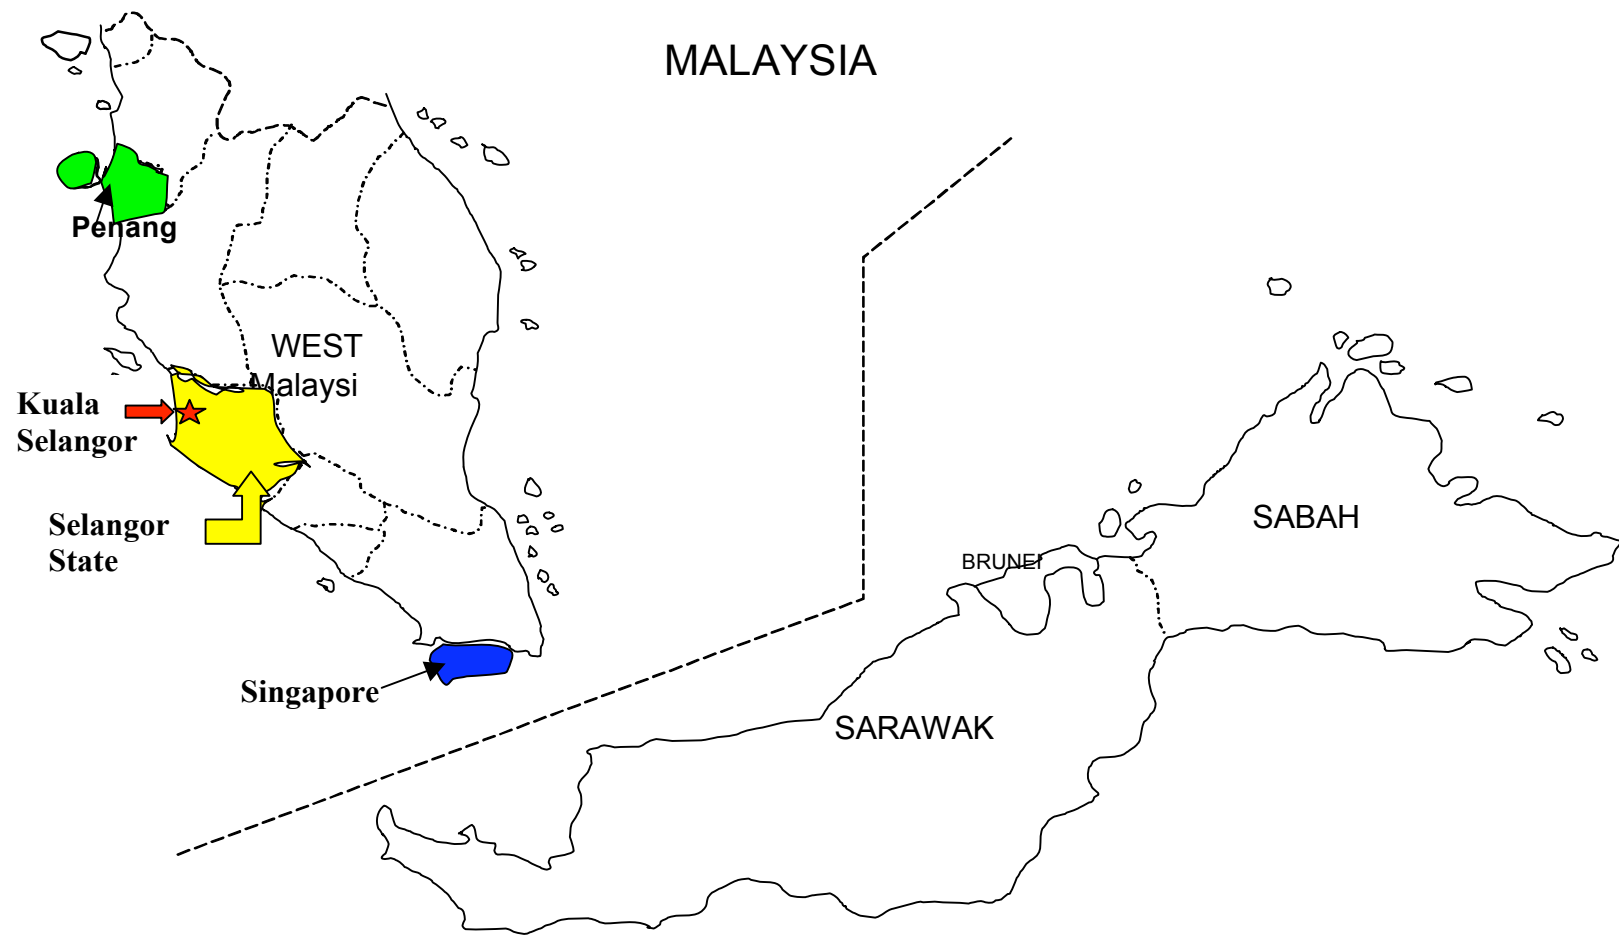 MALAYSIA
Penang
WEST
Malaysi
Kuala
Selangor
Selangor
State
Singapore
BRUNEI
SABAH
SARAWAK